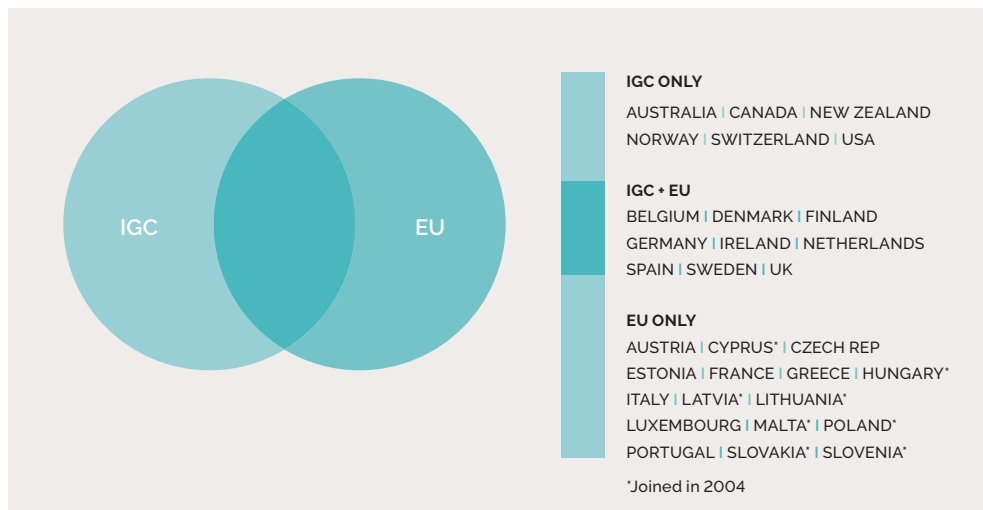 IGC
EU
IGC ONLY
AUSTRALIA | CANADA | NEW ZEALAND
NORWAY | SWITZERLAND | USA
IGC + EU
BELGIUM | DENMARK | FINLAND
GERMANY | IRELAND | NETHERLANDS
SPAIN | SWEDEN | UK
EU ONLY
AUSTRIA | CYPRUS* | CZECH REP
ESTONIA | FRANCE | GREECE | HUNGARY*
ITALY | LATVIA* | LITHUANIA*
LUXEMBOURG | MALTA* | POLAND*
PORTUGAL | SLOVAKIA* | SLOVENIA*
*Joined in 2004